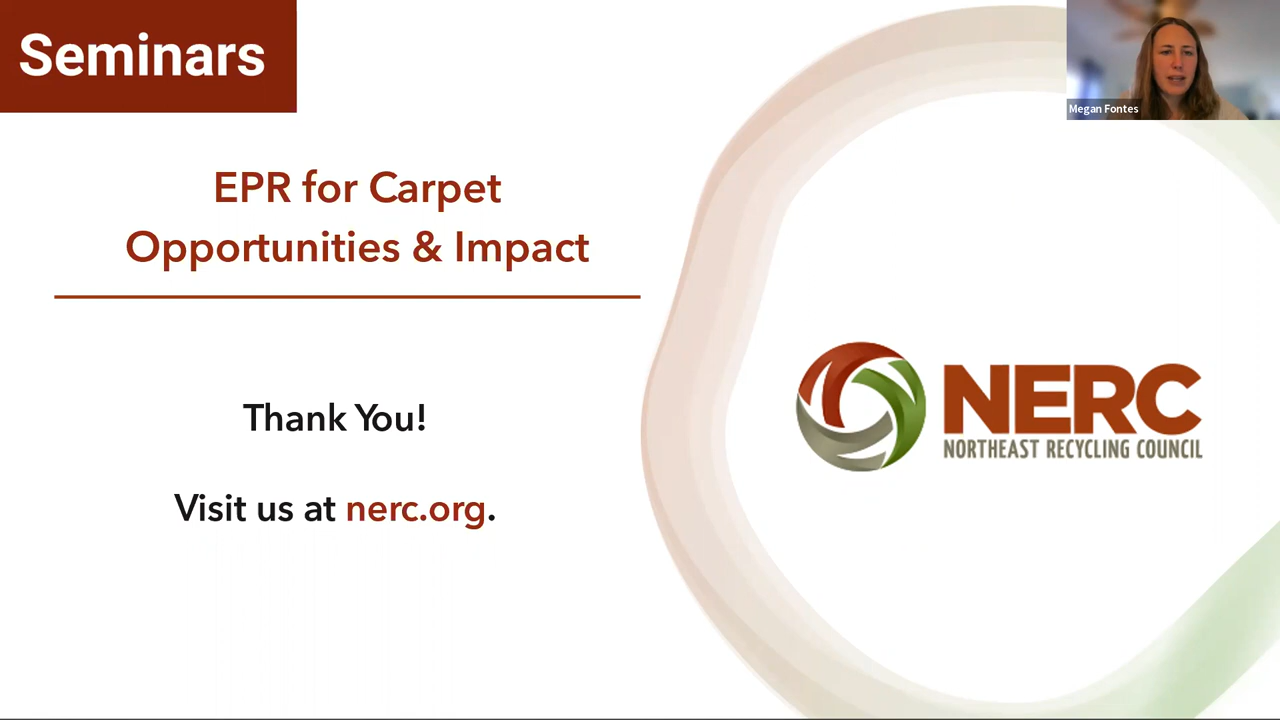 Seminars
Megan Fontes
EPR for Carpet
Opportunities & Impact
NERC
NORTHEAST RECYCLING COUNCIL
Thank You!
Visit us at nerc.org.